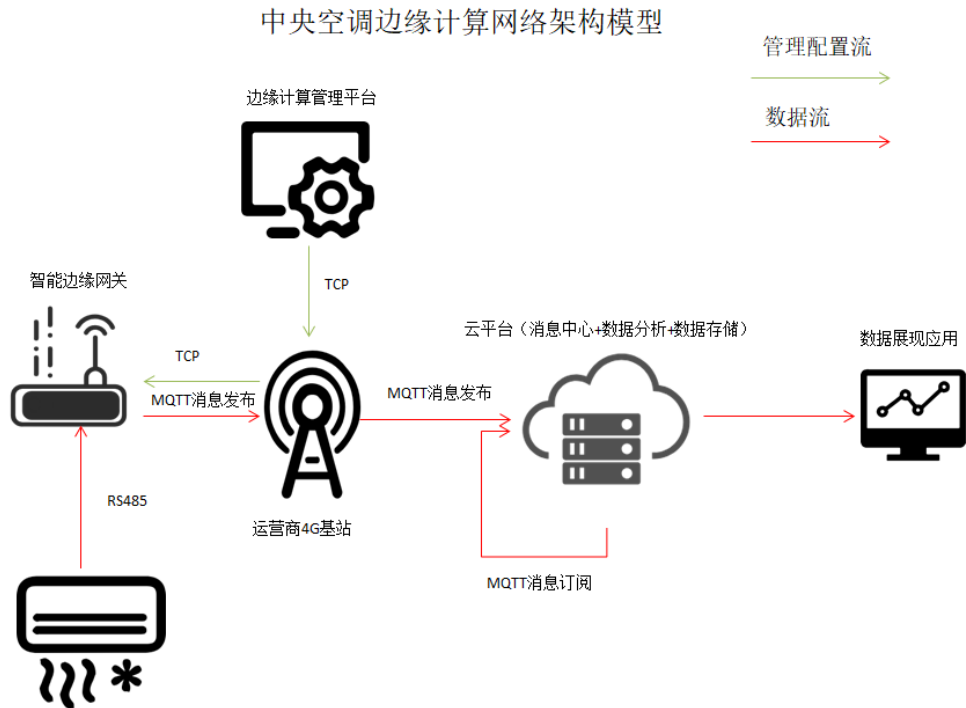 中央空调边缘计算网络架构模型
管理配置流
边缘计算管理平台
数据流
智能边缘网关
TCP
云平台（消息中心+数据分析+数据存储）
数据展现应用
TCP
MQTT消息发布
MQTT消息发布
RS485
运营商4G基站
MQTT消息订阅